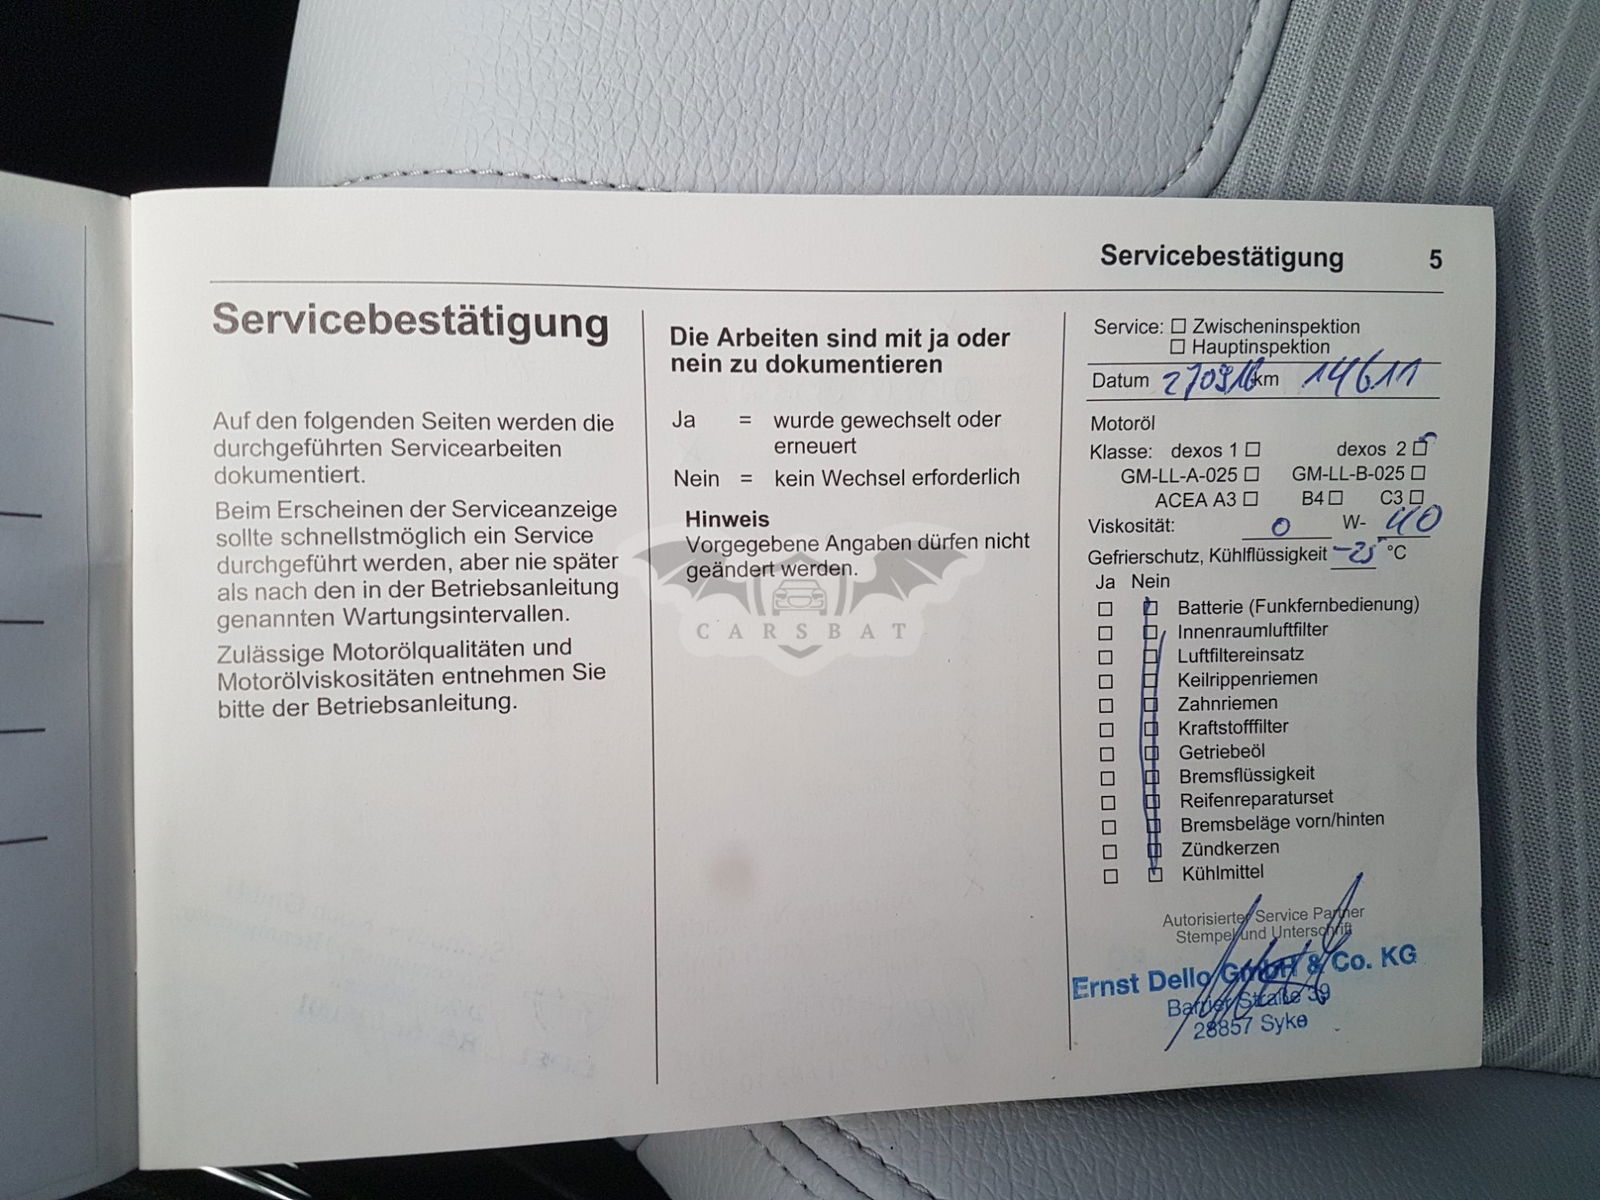 Servicebestätigung 5
Servicebestätigung
Auf den folgenden Seiten werden die
durchgeführten Servicearbeiten
dokumentiert.
Beim Erscheinen der Serviceanzeige
sollte schnellstmöglich ein Service
durchgeführt werden, aber nie später
als nach den in der Betriebsanleitung
genannten Wartungsintervallen.
Zulässige Motorölqualitäten und
Motorölviskositäten entnehmen Sie
bitte der Betriebsanleitung.
Die Arbeiten sind mit ja oder
nein zu dokumentieren
Ja = wurde gewechselt oder
erneuert
Nein = kein Wechsel erforderlich
Hinweis
Vorgegebene Angaben dürfen nicht
geändert werden.
CARSBAT
Service: ☐ Zwischeninspektion
☐ Hauptinspektion
Datum 270916 km 14611
Motoröl
Klasse: dexos 1 ☐ dexos 2 ☐
GM-LL-A-025 ☐ GM-LL-B-025 ☐
ACEA A3 ☐ B4 ☐ C3 ☐
Viskosität: 0 W- 40
Gefrierschutz, Kühlflüssigkeit -25 °C
Ja Nein
☐ ☐ Batterie (Funkfernbedienung)
☐ ☐ Innenraumluftfilter
☐ ☐ Luftfiltereinsatz
☐ ☐ Keilrippenriemen
☐ ☐ Zahnriemen
☐ ☐ Kraftstofffilter
☐ ☐ Getriebeöl
☐ ☐ Bremsflüssigkeit
☐ ☐ Reifenreparaturset
☐ ☐ Bremsbeläge vorn/hinten
☐ ☐ Zündkerzen
☐ ☐ Kühlmittel
Autorisierter Service Partner
Stempel und Unterschrift
Ernst Dello GmbH & Co. KG
Barrier Straße 39
28857 Syke